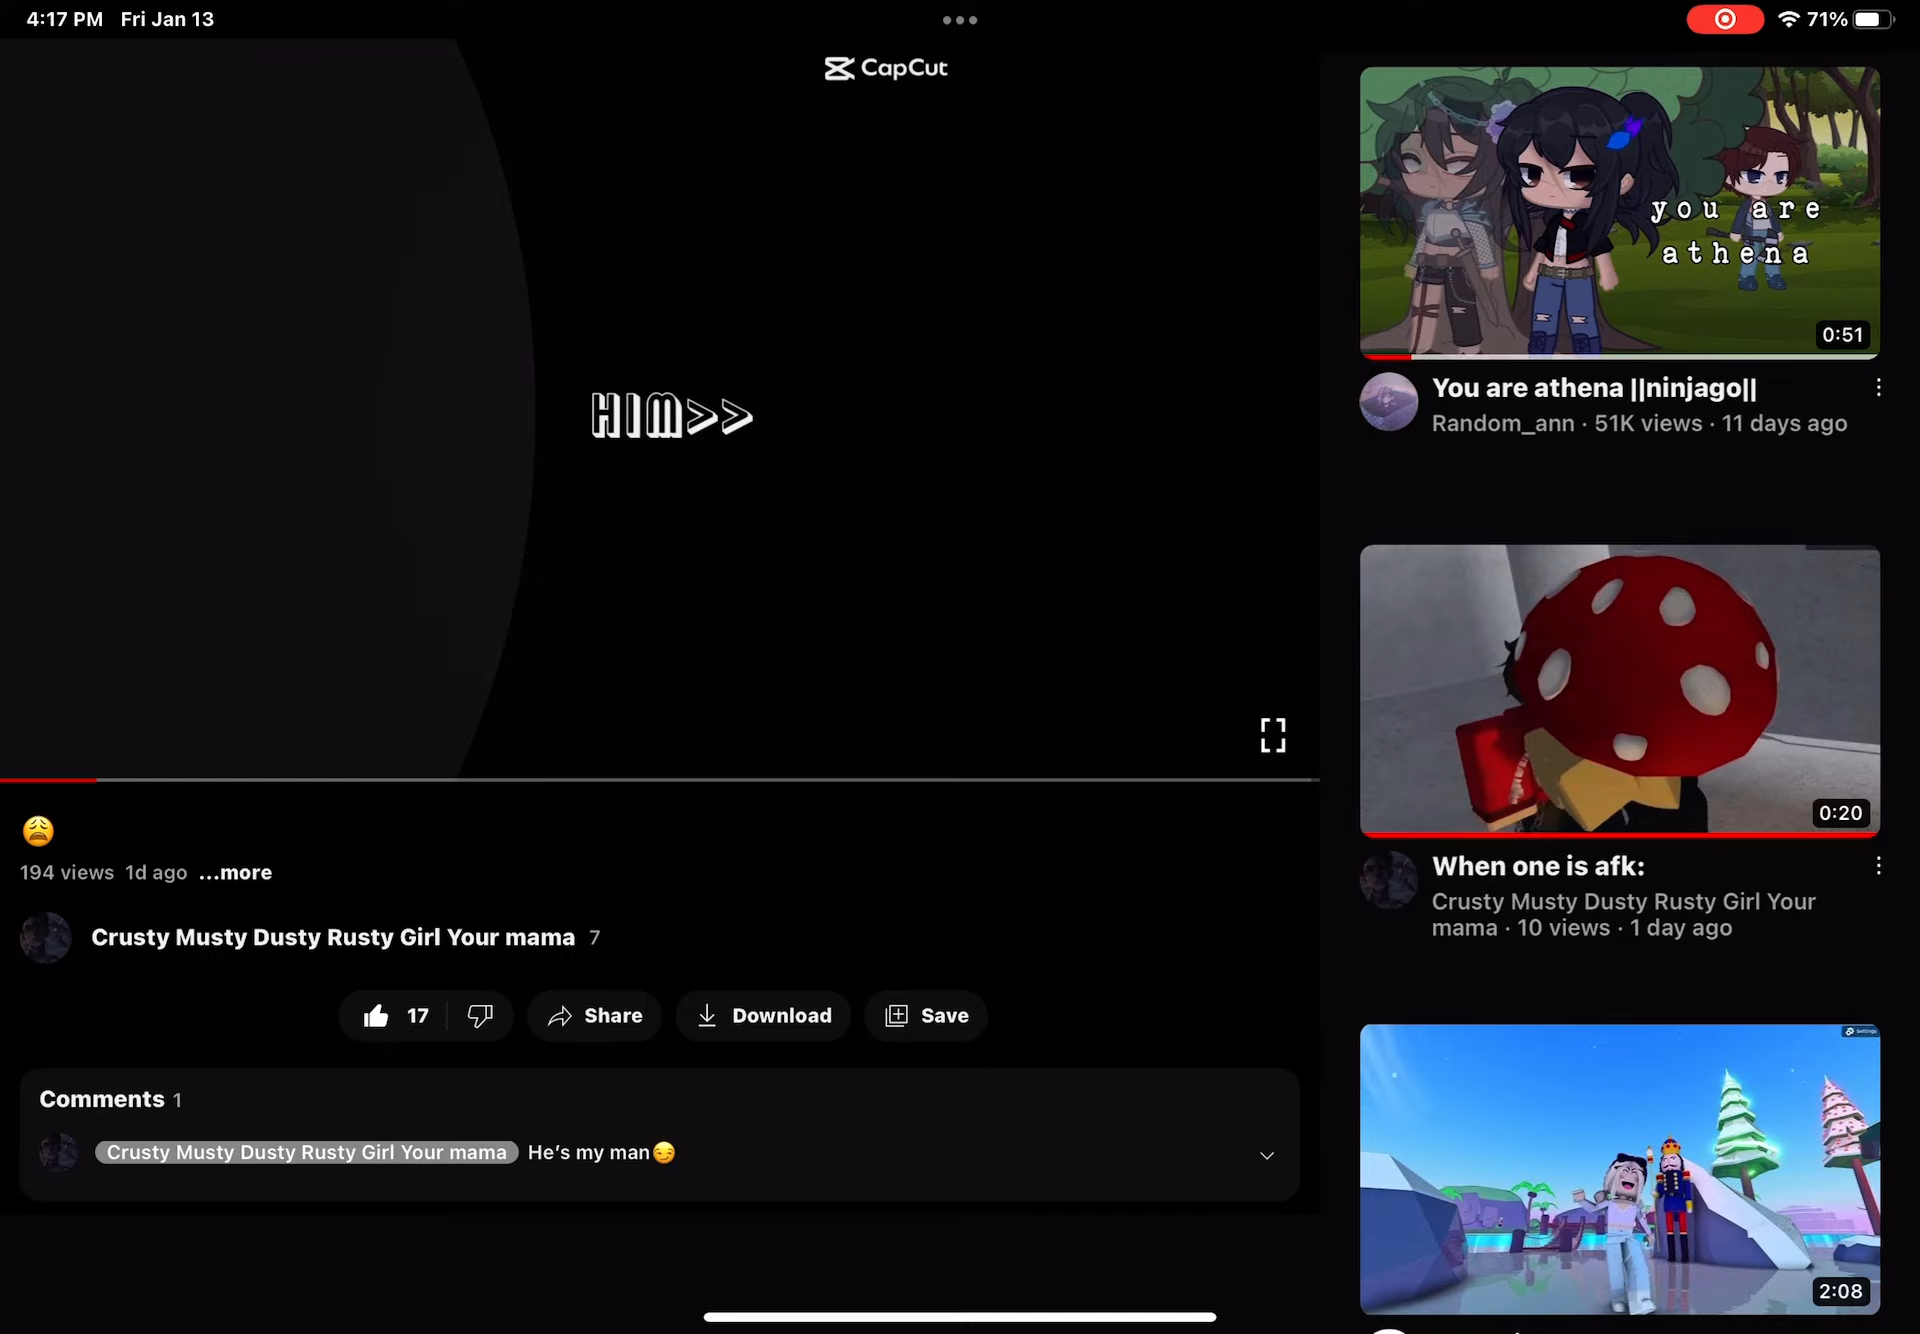 4:17 PM Fri Jan 13
71%
CapCut
HIM>>
😩
194 views 1d ago ...more
Crusty Musty Dusty Rusty Girl Your mama 7
17
Share
Download
Save
Comments 1
Crusty Musty Dusty Rusty Girl Your mama He's my man😏
you are
athena
0:51
You are athena ||ninjago||
Random_ann · 51K views · 11 days ago
0:20
When one is afk:
Crusty Musty Dusty Rusty Girl Your
mama · 10 views · 1 day ago
Settings
2:08